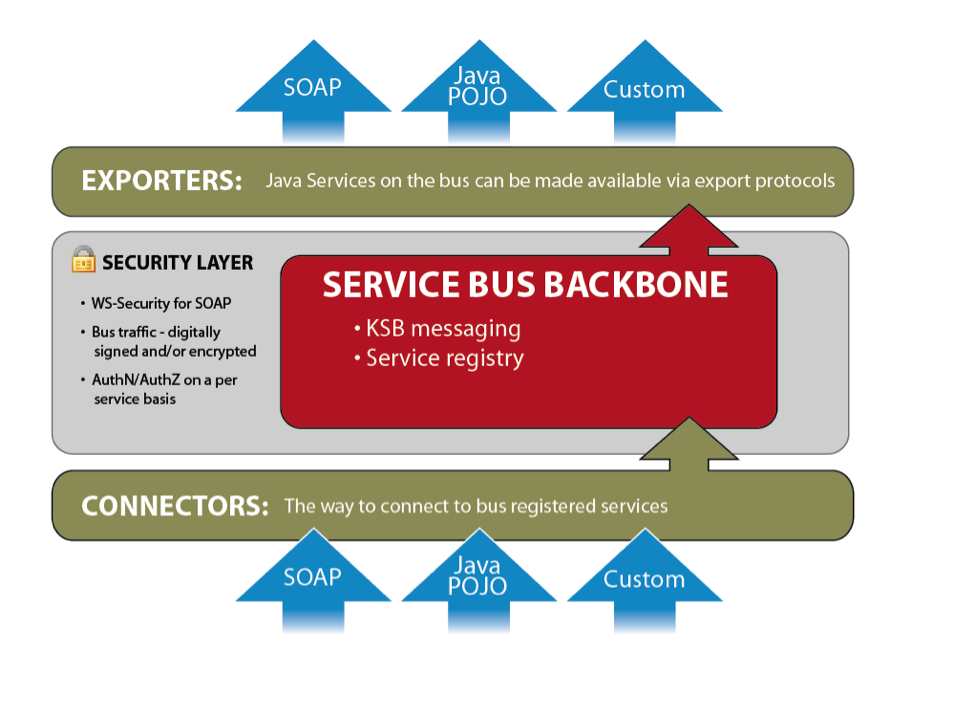 SOAP
Java
POJO
Custom
EXPORTERS: Java Services on the bus can be made available via export protocols
SECURITY LAYER
• WS-Security for SOAP
• Bus traffic - digitally
signed and/or encrypted
• AuthN/AuthZ on a per
service basis
SERVICE BUS BACKBONE
• KSB messaging
• Service registry
CONNECTORS: The way to connect to bus registered services
SOAP
Java
POJO
Custom